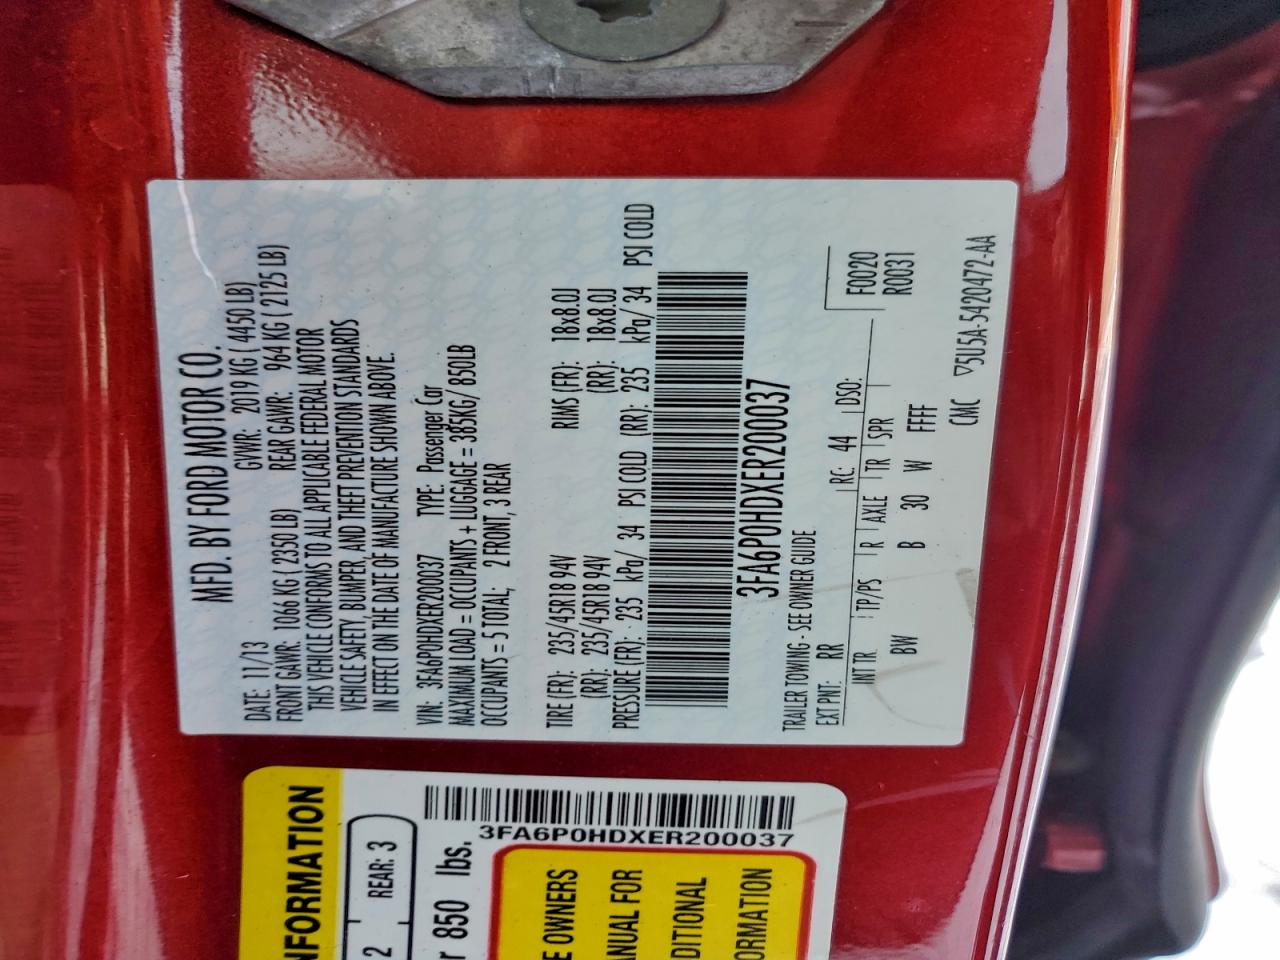 MFD. BY FORD MOTOR CO.
DATE: 11/13 GVWR: 2019 KG ( 4450 LB)
FRONT GAWR: 1066 KG ( 2350 LB) REAR GAWR: 964 KG ( 2125 LB)
THIS VEHICLE CONFORMS TO ALL APPLICABLE FEDERAL MOTOR
VEHICLE SAFETY, BUMPER, AND THEFT PREVENTION STANDARDS
IN EFFECT ON THE DATE OF MANUFACTURE SHOWN ABOVE.
VIN: 3FA6P0HDXER200037 TYPE: Passenger Car
MAXIMUM LOAD = OCCUPANTS + LUGGAGE = 385KG/ 850LB
OCCUPANTS = 5 TOTAL; 2 FRONT, 3 REAR
TIRE (FR): 235/45R18 94V RIMS (FR): 18x8.0J
(RR): 235/45R18 94V (RR): 18x8.0J
PRESSURE (FR): 235 kPa/ 34 PSI COLD (RR): 235 kPa/ 34 PSI COLD
3FA6P0HDXER200037
TRAILER TOWING - SEE OWNER GUIDE
EXT PNT: RR RC: 44 DSO: F0020
R0031
INT TR TP/PS R AXLE TR SPR
BW B 30 W FFFF
CMC ▽5U5A-5420472-AA
NFORMATION
2 REAR: 3
r 850 lbs.
3FA6P0HDXER200037
E OWNERS
ANUAL FOR
DITIONAL
ORMATION